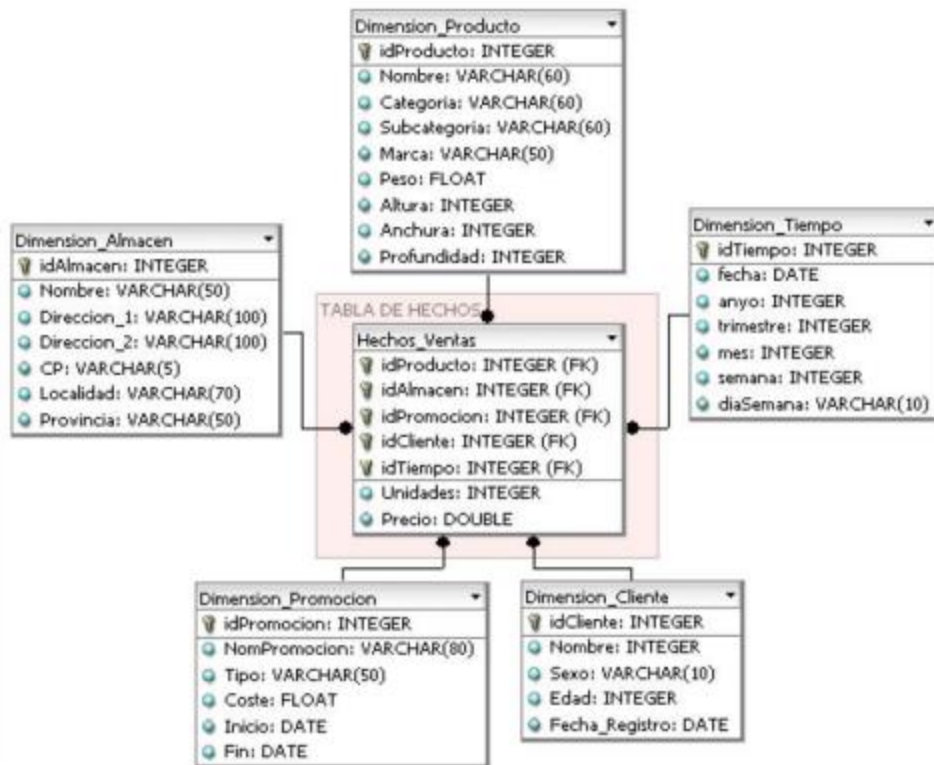 Dimension_Producto
idProducto: INTEGER
Nombre: VARCHAR(60)
Categoria: VARCHAR(60)
Subcategoria: VARCHAR(60)
Marca: VARCHAR(50)
Peso: FLOAT
Altura: INTEGER
Anchura: INTEGER
Profundidad: INTEGER
Dimension_Almacen
idAlmacen: INTEGER
Nombre: VARCHAR(50)
Direccion_1: VARCHAR(100)
Direccion_2: VARCHAR(100)
CP: VARCHAR(5)
Localidad: VARCHAR(70)
Provincia: VARCHAR(50)
Dimension_Tiempo
idTiempo: INTEGER
fecha: DATE
anyo: INTEGER
trimestre: INTEGER
mes: INTEGER
semana: INTEGER
diaSemana: VARCHAR(10)
TABLA DE HECHOS
Hechos_Ventas
idProducto: INTEGER (FK)
idAlmacen: INTEGER (FK)
idPromocion: INTEGER (FK)
idCliente: INTEGER (FK)
idTiempo: INTEGER (FK)
Unidades: INTEGER
Precio: DOUBLE
Dimension_Promocion
idPromocion: INTEGER
NomPromocion: VARCHAR(80)
Tipo: VARCHAR(50)
Coste: FLOAT
Inicio: DATE
Fin: DATE
Dimension_Cliente
idCliente: INTEGER
Nombre: INTEGER
Sexo: VARCHAR(10)
Edad: INTEGER
Fecha_Registro: DATE